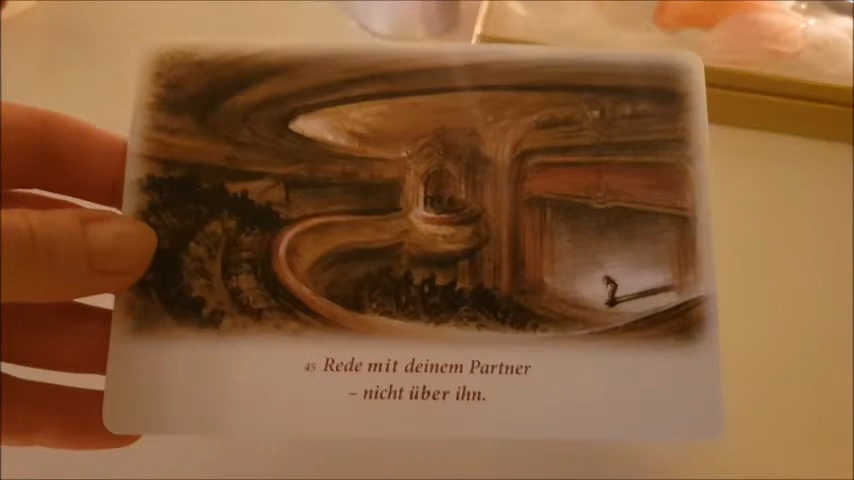 45 Rede mit deinem Partner
– nicht über ihn.